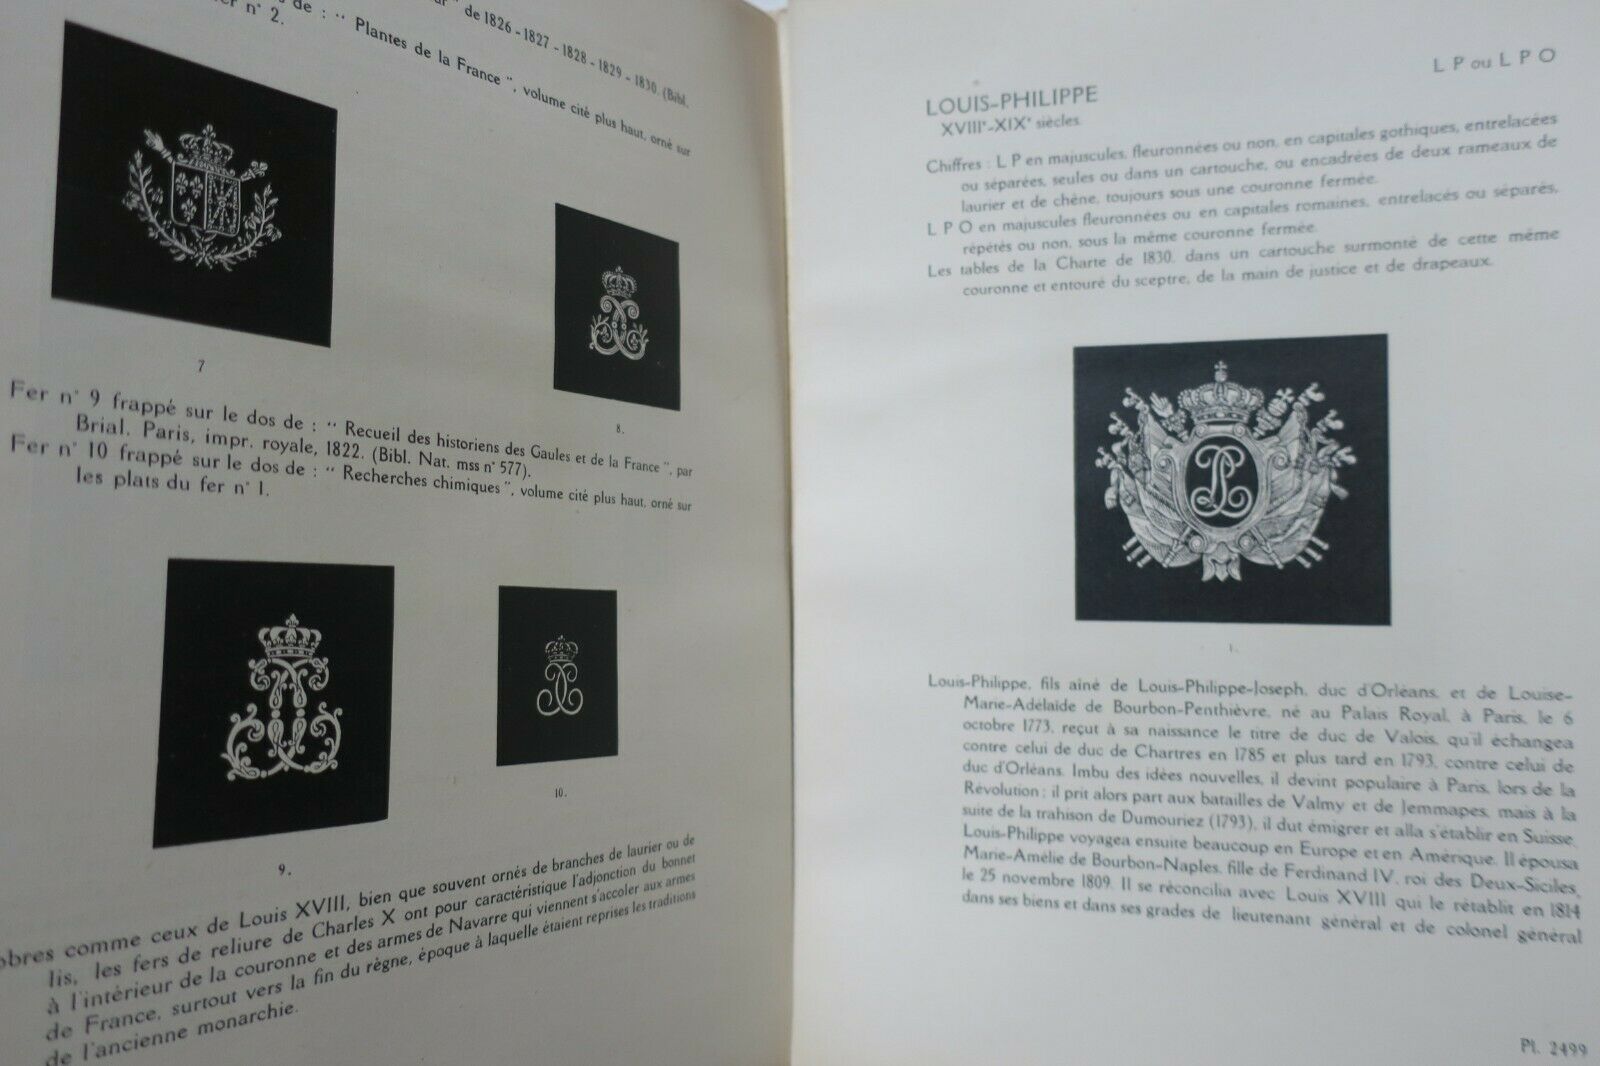 de 1826 - 1827 - 1828 - 1829 - 1830. (Bibl.
de : " Plantes de la France ", volume cité plus haut, orné sur
fer n° 2.
7
8.
Fer n° 9 frappé sur le dos de : " Recueil des historiens des Gaules et de la France ", par
Brial. Paris, impr. royale, 1822. (Bibl. Nat. mss n° 577).
Fer n° 10 frappé sur le dos de : " Recherches chimiques ", volume cité plus haut, orné sur
les plats du fer n° 1.
9.
10.
obres comme ceux de Louis XVIII, bien que souvent ornés de branches de laurier ou de
lis, les fers de reliure de Charles X ont pour caractéristique l'adjonction du bonnet
à l'intérieur de la couronne et des armes de Navarre qui viennent s'accoler aux armes
de France, surtout vers la fin du règne, époque à laquelle étaient reprises les traditions
de l'ancienne monarchie.
L P ou L P O
LOUIS-PHILIPPE
XVIIIe-XIXe siècles.
Chiffres : L P en majuscules, fleuronnées ou non, en capitales gothiques, entrelacées
ou séparées, seules ou dans un cartouche, ou encadrées de deux rameaux de
laurier et de chêne, toujours sous une couronne fermée.
L P O en majuscules fleuronnées ou en capitales romaines, entrelacés ou séparés,
répétés ou non, sous la même couronne fermée.
Les tables de la Charte de 1830, dans un cartouche surmonté de cette même
couronne et entouré du sceptre, de la main de justice et de drapeaux.
1.
Louis-Philippe, fils aîné de Louis-Philippe-Joseph, duc d'Orléans, et de Louise-
Marie-Adélaïde de Bourbon-Penthièvre, né au Palais Royal, à Paris, le 6
octobre 1773, reçut à sa naissance le titre de duc de Valois, qu'il échangea
contre celui de duc de Chartres en 1785 et plus tard en 1793, contre celui de
duc d'Orléans. Imbu des idées nouvelles, il devint populaire à Paris, lors de la
Révolution ; il prit alors part aux batailles de Valmy et de Jemmapes, mais à la
suite de la trahison de Dumouriez (1793), il dut émigrer et alla s'établir en Suisse.
Louis-Philippe voyagea ensuite beaucoup en Europe et en Amérique. Il épousa
Marie-Amélie de Bourbon-Naples, fille de Ferdinand IV, roi des Deux-Siciles,
le 25 novembre 1809. Il se réconcilia avec Louis XVIII qui le rétablit en 1814
dans ses biens et dans ses grades de lieutenant général et de colonel général
Pl. 2499